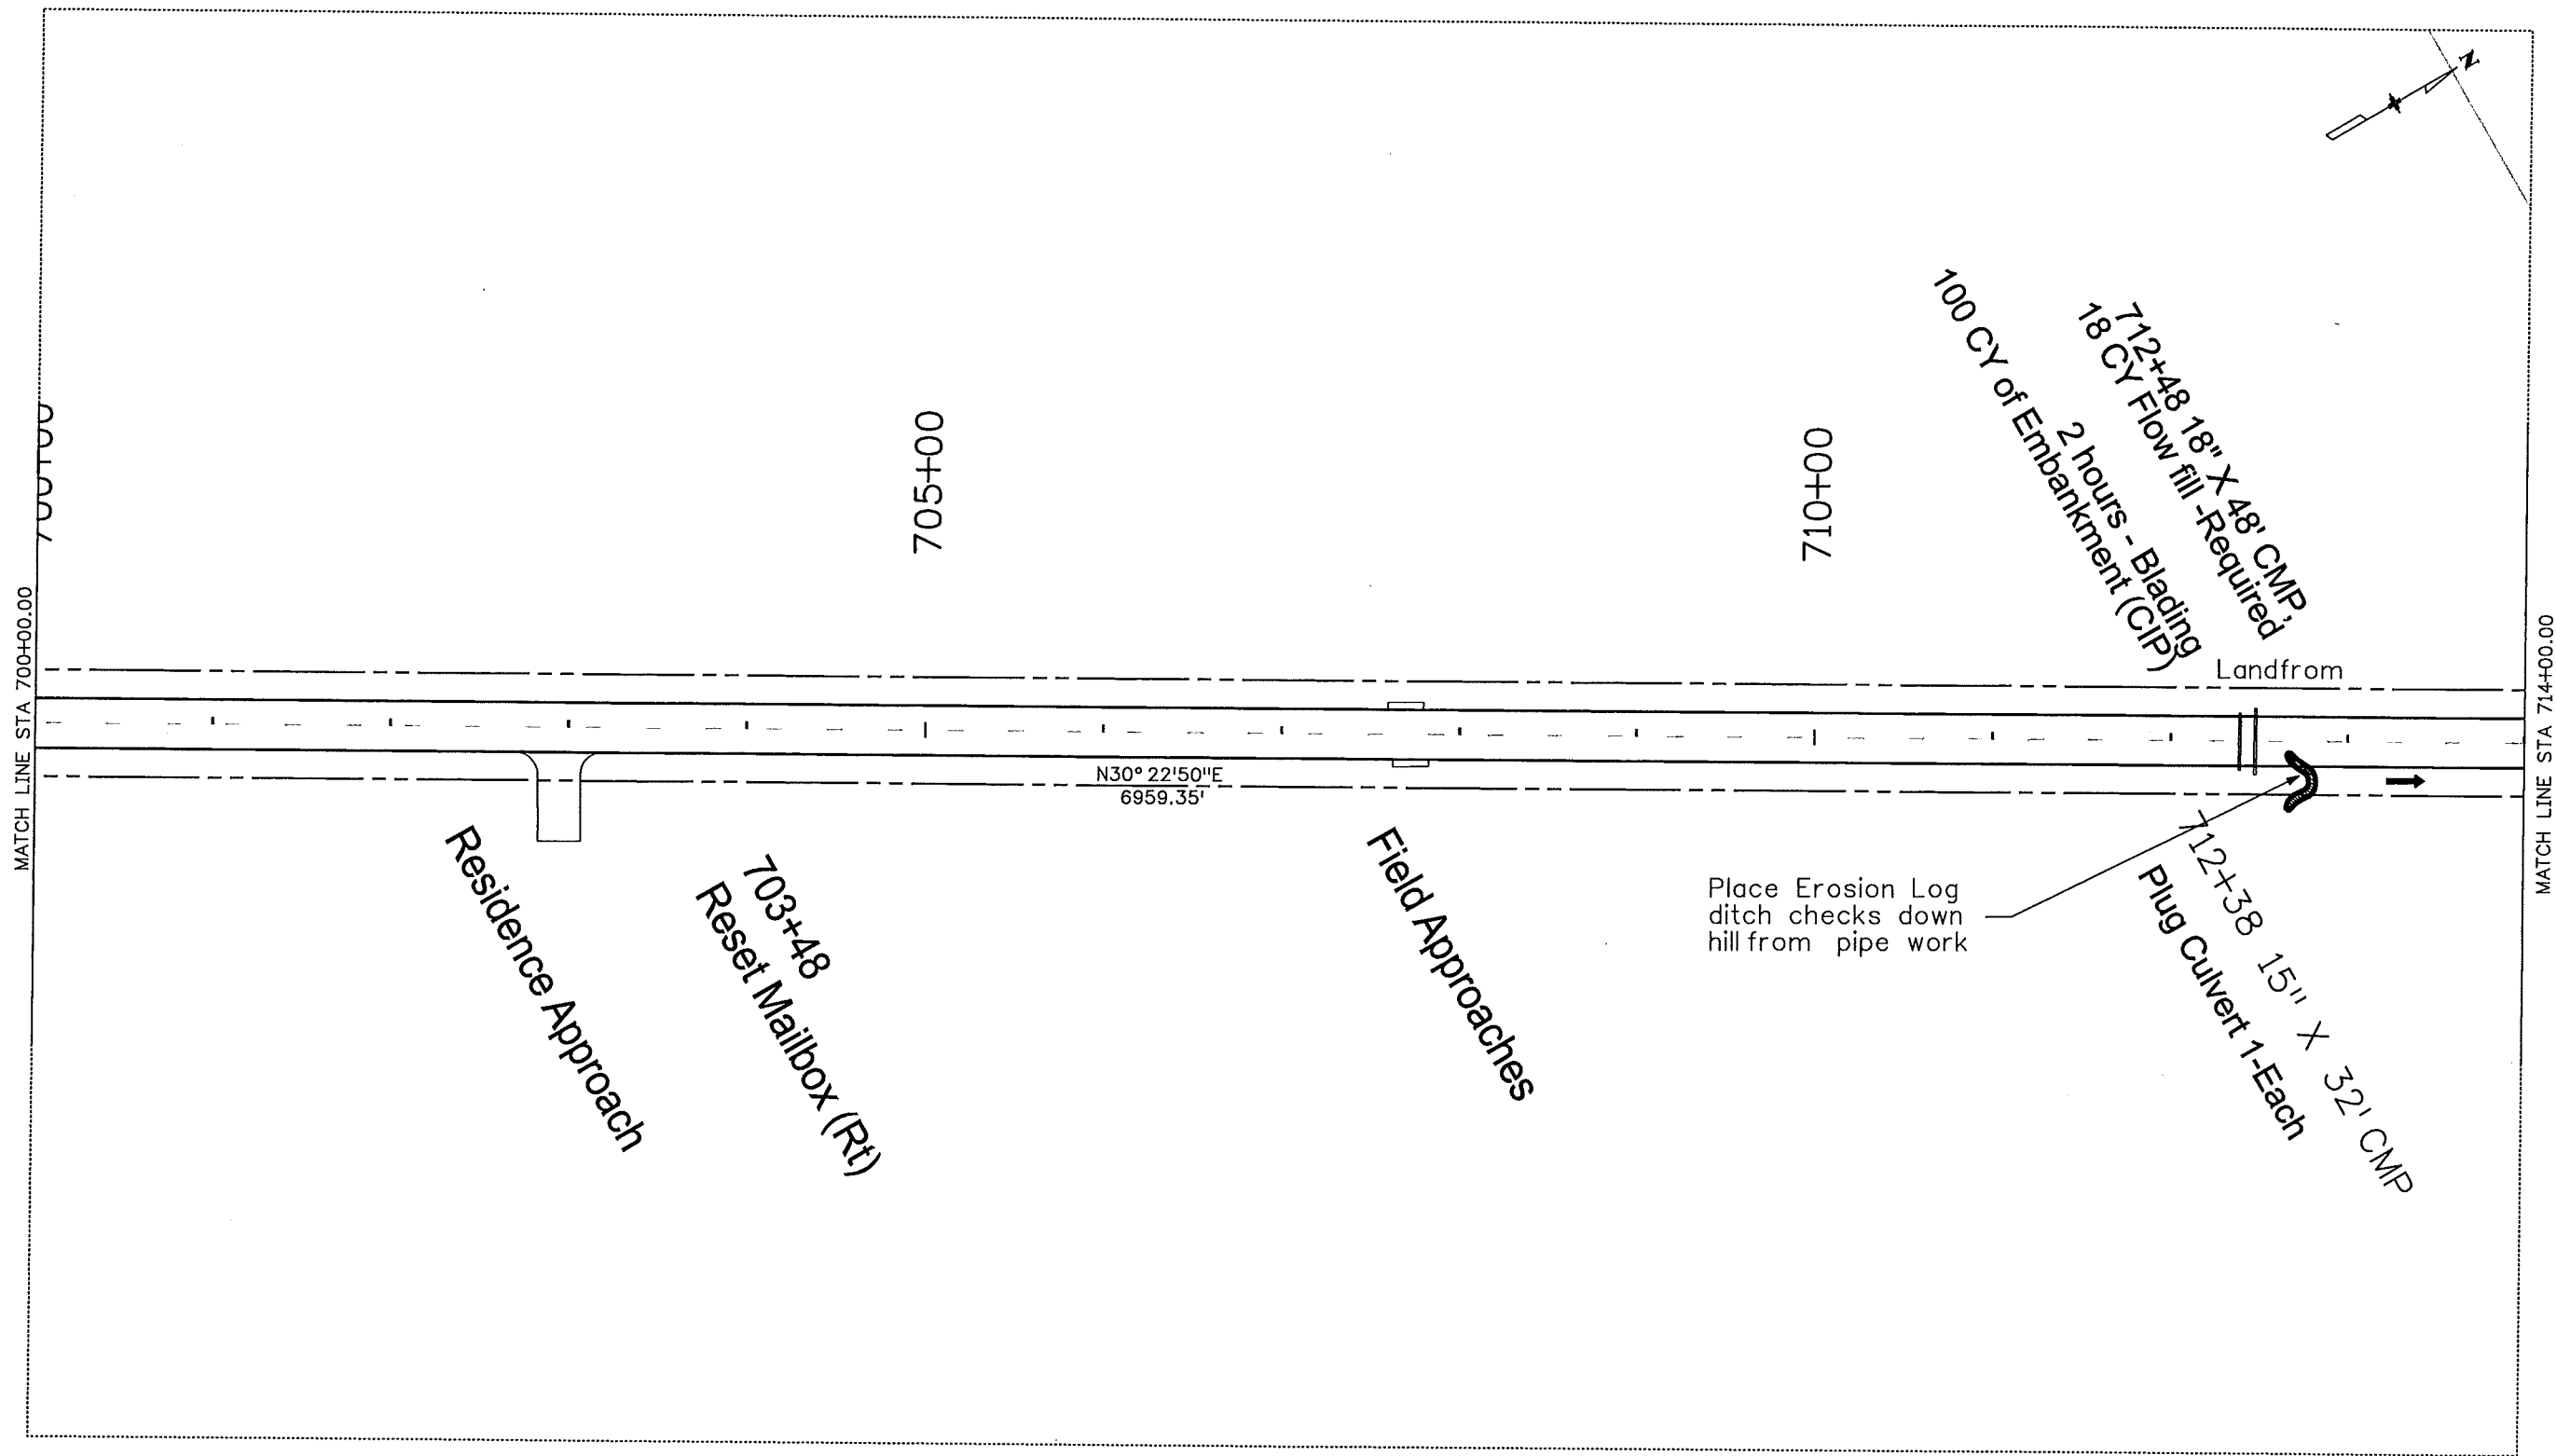 N
712+48 18" X 48' CMP,
18 CY Flow fill -Required
2 hours - Blading
100 CY of Embankment (CIP)
700+00
705+00
710+00
MATCH LINE STA 700+00.00
Landfrom
MATCH LINE STA 714+00.00
N30° 22'50"E
6959.35'
Residence Approach
703+48
Reset Mailbox (Rt)
Field Approaches
Place Erosion Log
ditch checks down
hill from pipe work
712+38 15" X 32' CMP
Plug Culvert 1-Each